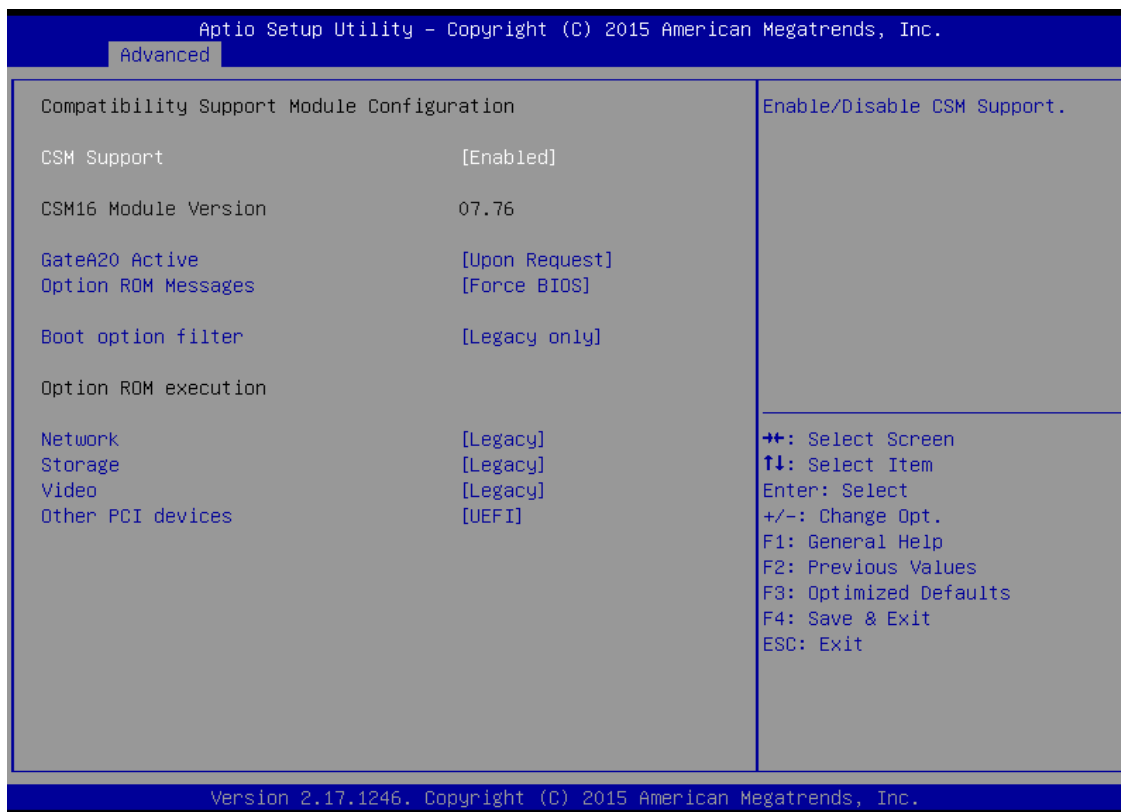 Aptio Setup Utility – Copyright (C) 2015 American Megatrends, Inc.
Advanced
Compatibility Support Module Configuration
CSM Support [Enabled]
CSM16 Module Version 07.76
GateA20 Active [Upon Request]
Option ROM Messages [Force BIOS]
Boot option filter [Legacy only]
Option ROM execution
Network [Legacy]
Storage [Legacy]
Video [Legacy]
Other PCI devices [UEFI]
Enable/Disable CSM Support.
→←: Select Screen
↑↓: Select Item
Enter: Select
+/-: Change Opt.
F1: General Help
F2: Previous Values
F3: Optimized Defaults
F4: Save & Exit
ESC: Exit
Version 2.17.1246. Copyright (C) 2015 American Megatrends, Inc.